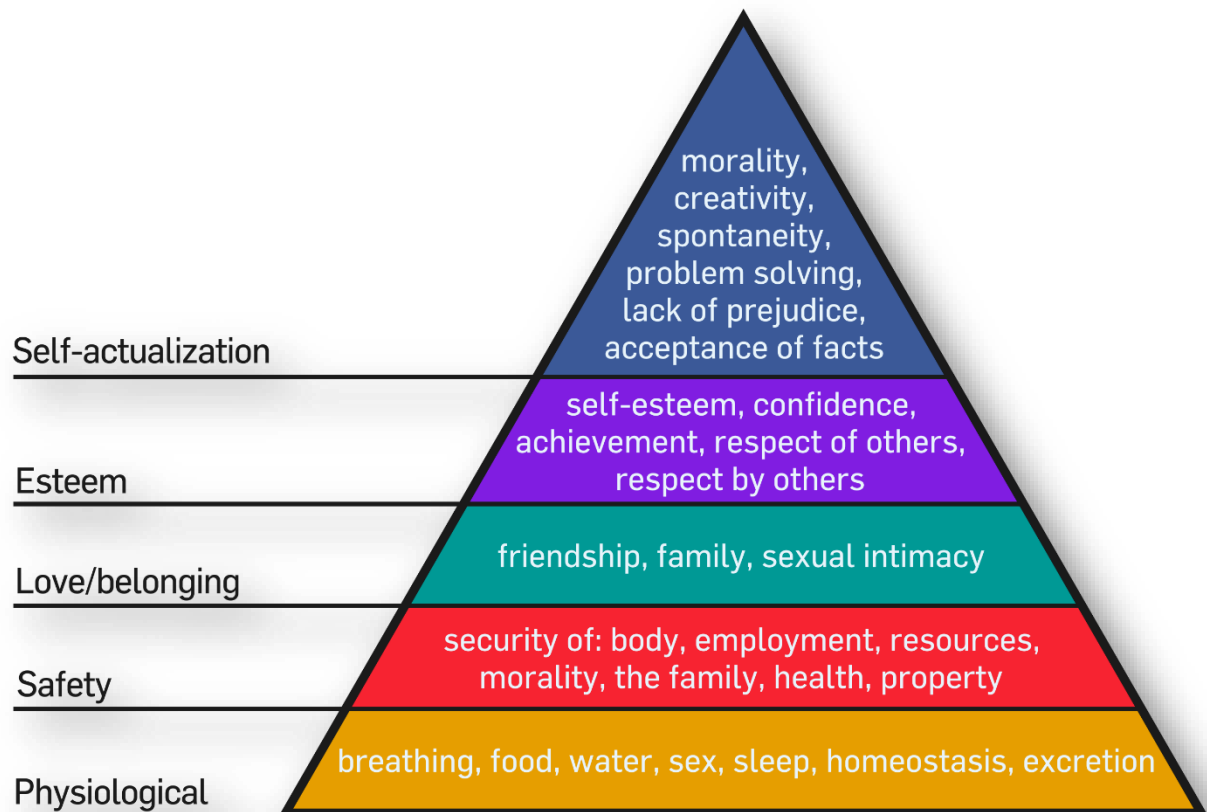 morality,
creativity,
spontaneity,
problem solving,
lack of prejudice,
acceptance of facts
Self-actualization
self-esteem, confidence,
achievement, respect of others,
respect by others
Esteem
friendship, family, sexual intimacy
Love/belonging
security of: body, employment, resources,
morality, the family, health, property
Safety
breathing, food, water, sex, sleep, homeostasis, excretion
Physiological